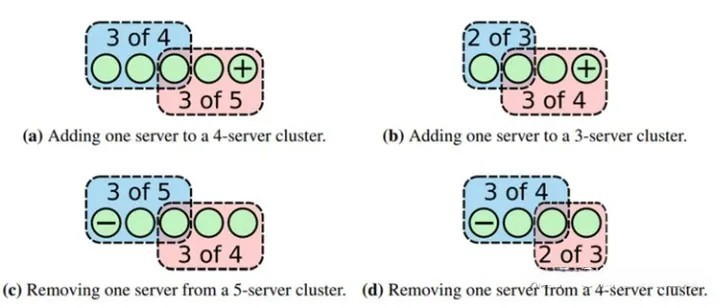 3 of 4
+
3 of 5
(a) Adding one server to a 4-server cluster.
2 of 3
+
3 of 4
(b) Adding one server to a 3-server cluster.
3 of 5
−
3 of 4
(c) Removing one server from a 5-server cluster.
3 of 4
−
2 of 3
(d) Removing one server from a 4-server cluster.